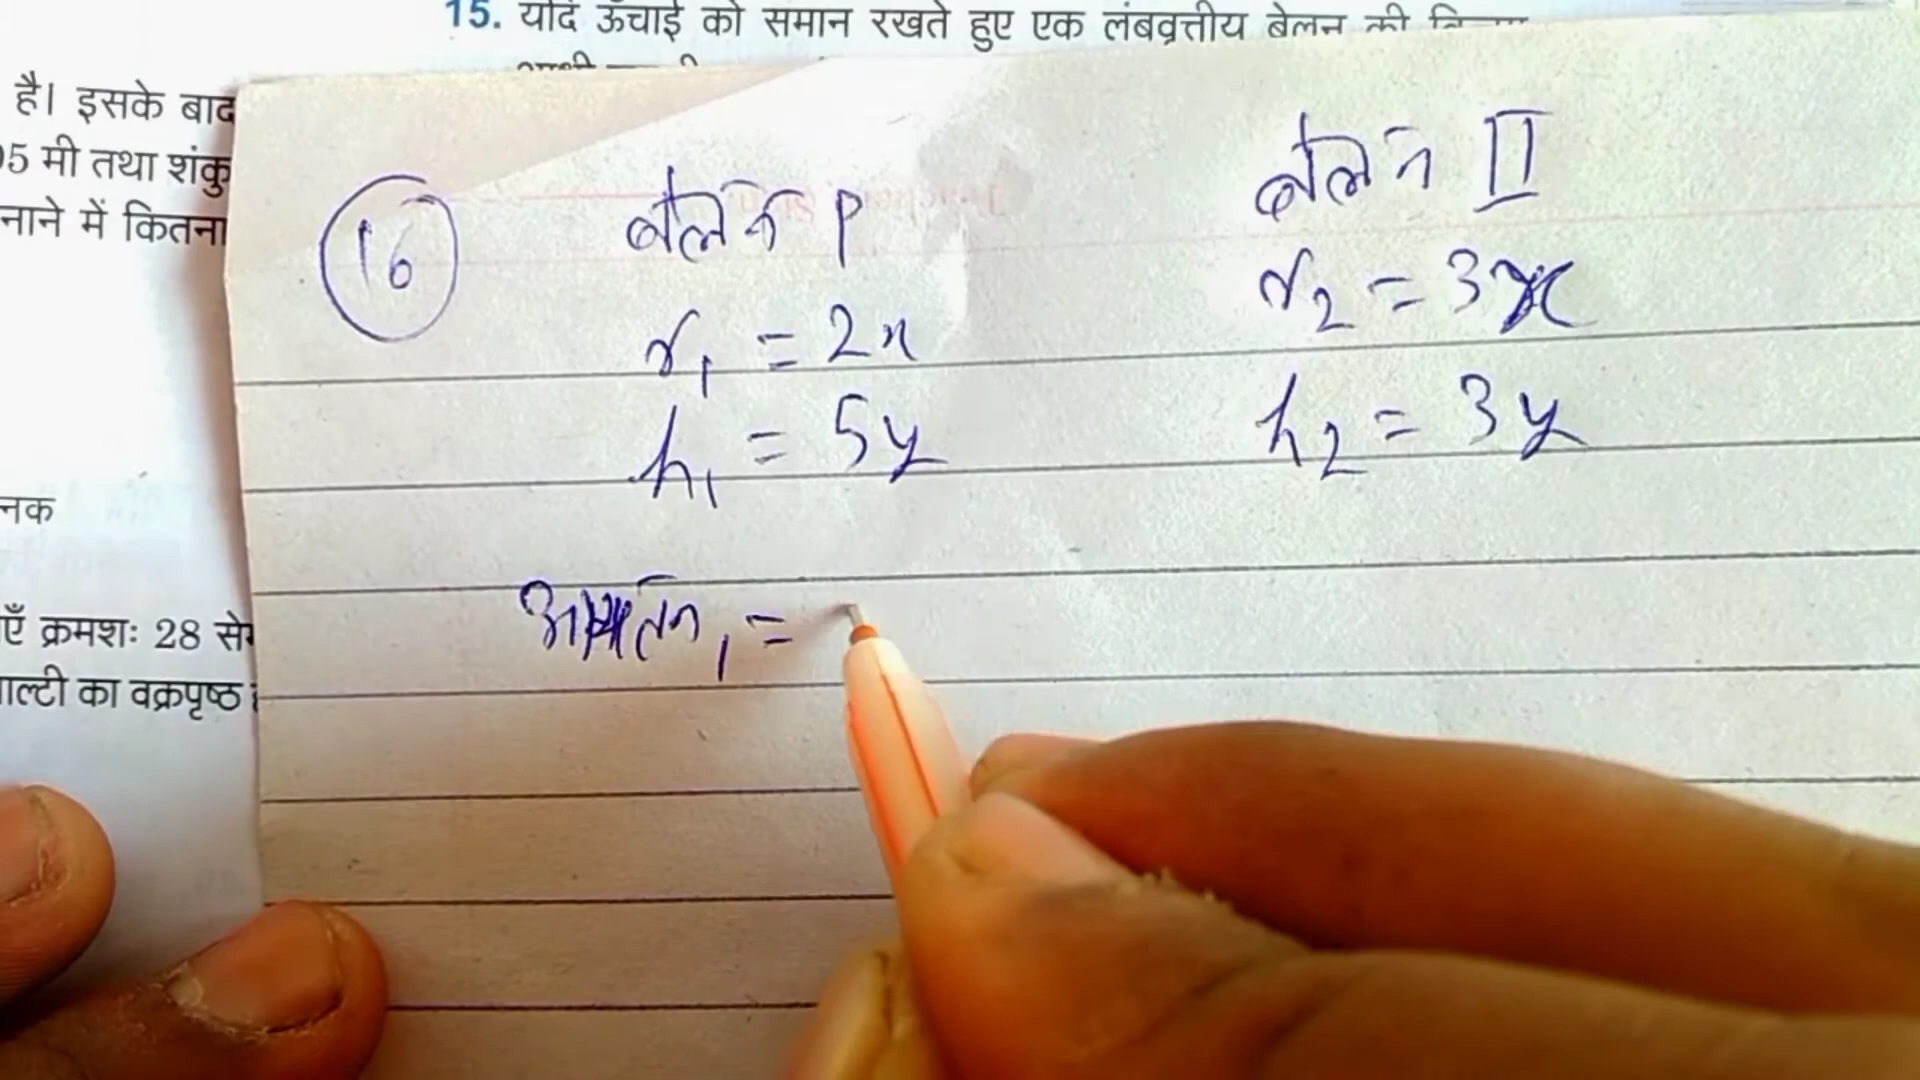 15. यदि ऊँचाई को समान रखते हुए एक लंबवृत्तीय बेलन की
है। इसके बाद
05 मी तथा शंकु
नाने में कितना
नक
एँ क्रमशः 28 से
ाल्टी का वक्रपृष्ठ
16
बेलन P
r₁ = 2x
h₁ = 5y
बेलन II
r₂ = 3x
h₂ = 3y
आयतन₁ =